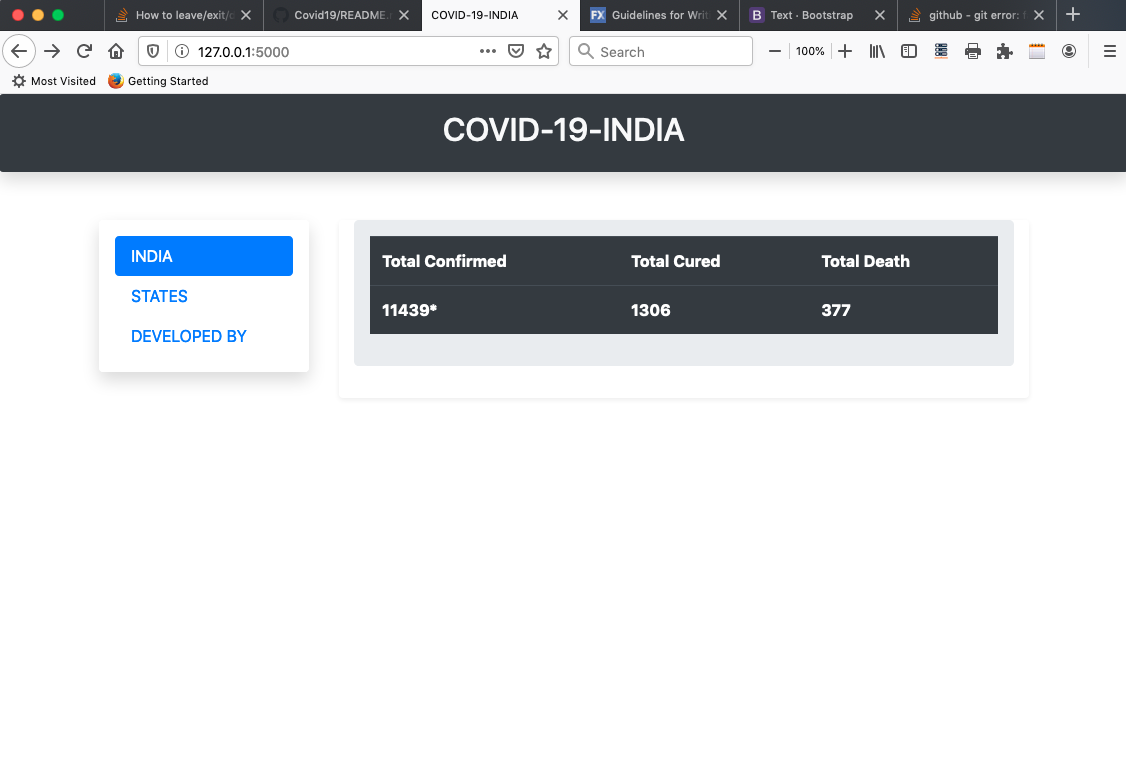 How to leave/exit/
Covid19/README.
COVID-19-INDIA
Guidelines for Writ
Text · Bootstrap
github - git error: f
127.0.0.1:5000
Search
100%
Most Visited
Getting Started
COVID-19-INDIA
INDIA
STATES
DEVELOPED BY
Total Confirmed Total Cured Total Death
11439* 1306 377